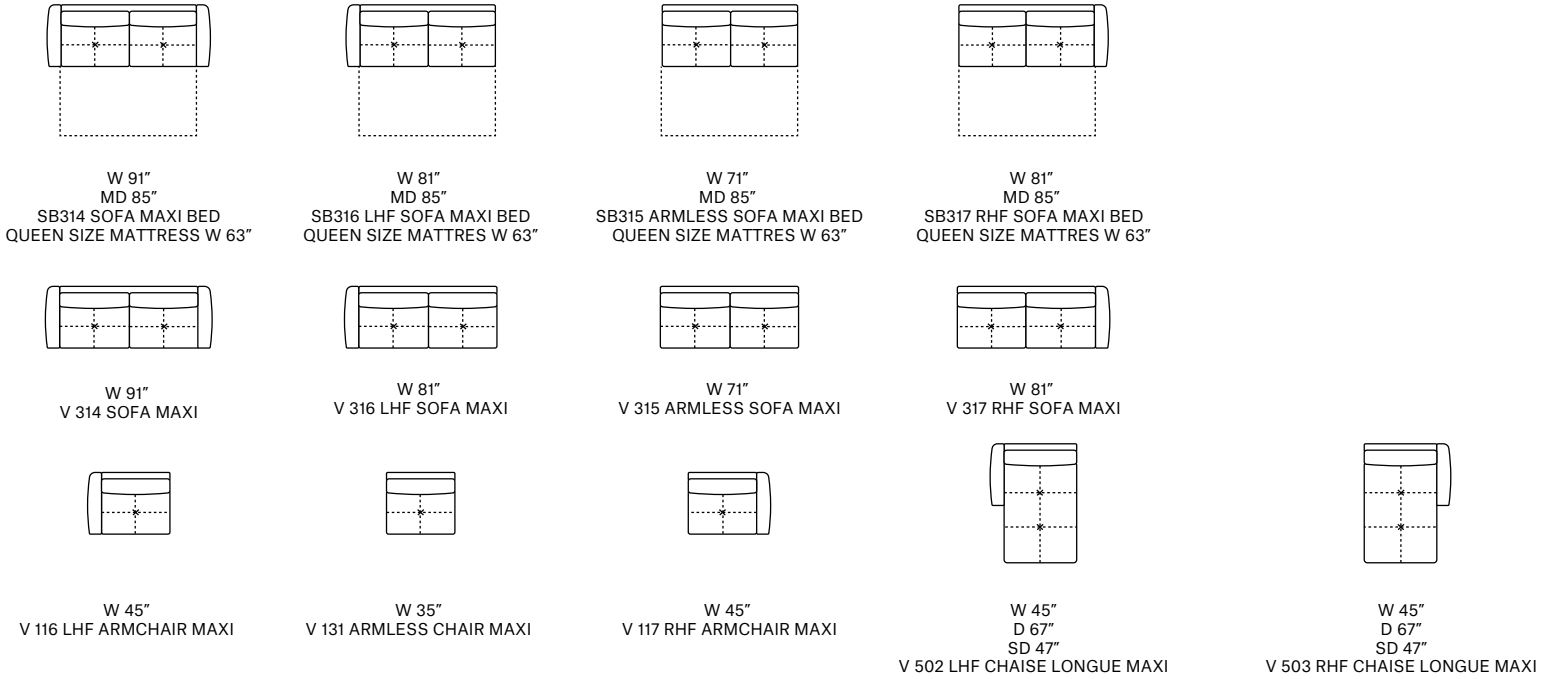 W 91″
MD 85″
SB314 SOFA MAXI BED
QUEEN SIZE MATTRESS W 63″
W 81″
MD 85″
SB316 LHF SOFA MAXI BED
QUEEN SIZE MATTRES W 63″
W 71″
MD 85″
SB315 ARMLESS SOFA MAXI BED
QUEEN SIZE MATTRES W 63″
W 81″
MD 85″
SB317 RHF SOFA MAXI BED
QUEEN SIZE MATTRES W 63″
W 91″
V 314 SOFA MAXI
W 81″
V 316 LHF SOFA MAXI
W 71″
V 315 ARMLESS SOFA MAXI
W 81″
V 317 RHF SOFA MAXI
W 45″
V 116 LHF ARMCHAIR MAXI
W 35″
V 131 ARMLESS CHAIR MAXI
W 45″
V 117 RHF ARMCHAIR MAXI
W 45″
D 67″
SD 47″
V 502 LHF CHAISE LONGUE MAXI
W 45″
D 67″
SD 47″
V 503 RHF CHAISE LONGUE MAXI